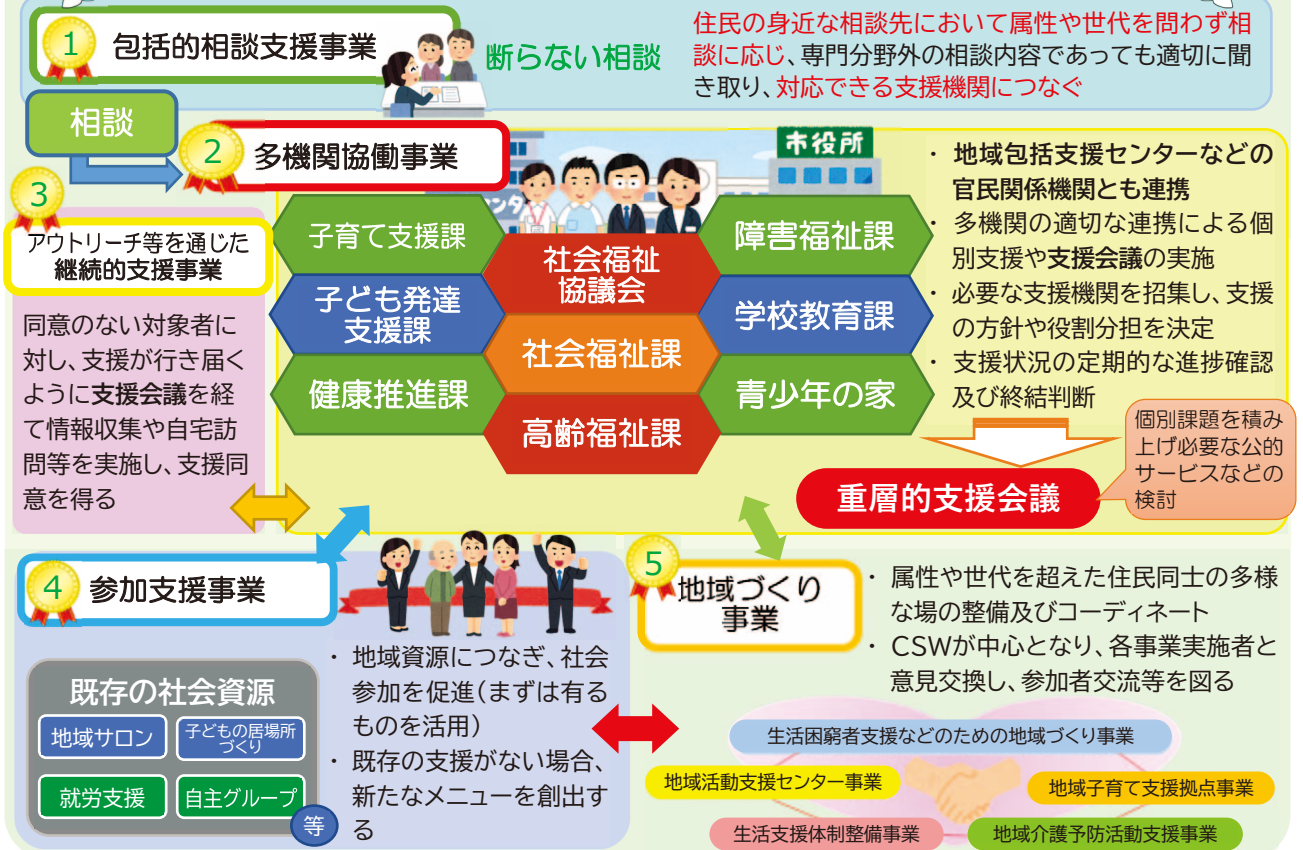 1
包括的相談支援事業
断らない相談
住民の身近な相談先において属性や世代を問わず相
談に応じ、専門分野外の相談内容であっても適切に聞
き取り、対応できる支援機関につなぐ
相談
2
多機関協働事業
市役所
ンタ
子育て支援課
子ども発達
支援課
健康推進課
社会福祉
協議会
社会福祉課
高齢福祉課
障害福祉課
学校教育課
青少年の家
・ 地域包括支援センターなどの
官民関係機関とも連携
・ 多機関の適切な連携による個
別支援や支援会議の実施
・ 必要な支援機関を招集し、支援
の方針や役割分担を決定
・ 支援状況の定期的な進捗確認
及び終結判断
重層的支援会議
個別課題を積み
上げ必要な公的
サービスなどの
検討
3
アウトリーチ等を通じた
継続的支援事業
同意のない対象者に
対し、支援が行き届く
ように支援会議を経
て情報収集や自宅訪
問等を実施し、支援同
意を得る
4
参加支援事業
既存の社会資源
地域サロン
子どもの居場所
づくり
就労支援
自主グループ
等
・ 地域資源につなぎ、社会
参加を促進(まずは有る
ものを活用)
・ 既存の支援がない場合、
新たなメニューを創出す
る
5
地域づくり
事業
・ 属性や世代を超えた住民同士の多様
な場の整備及びコーディネート
・ CSWが中心となり、各事業実施者と
意見交換し、参加者交流等を図る
生活困窮者支援などのための地域づくり事業
地域活動支援センター事業
地域子育て支援拠点事業
生活支援体制整備事業
地域介護予防活動支援事業